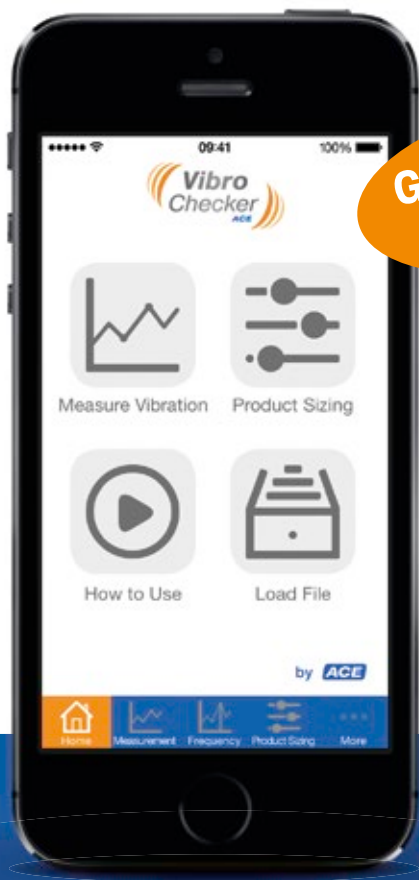 09:41
100%
Vibro
Checker
ACE
G
Measure Vibration
Product Sizing
How to Use
Load File
by ACE
Home
Measurement
Frequency
Product Sizing
More